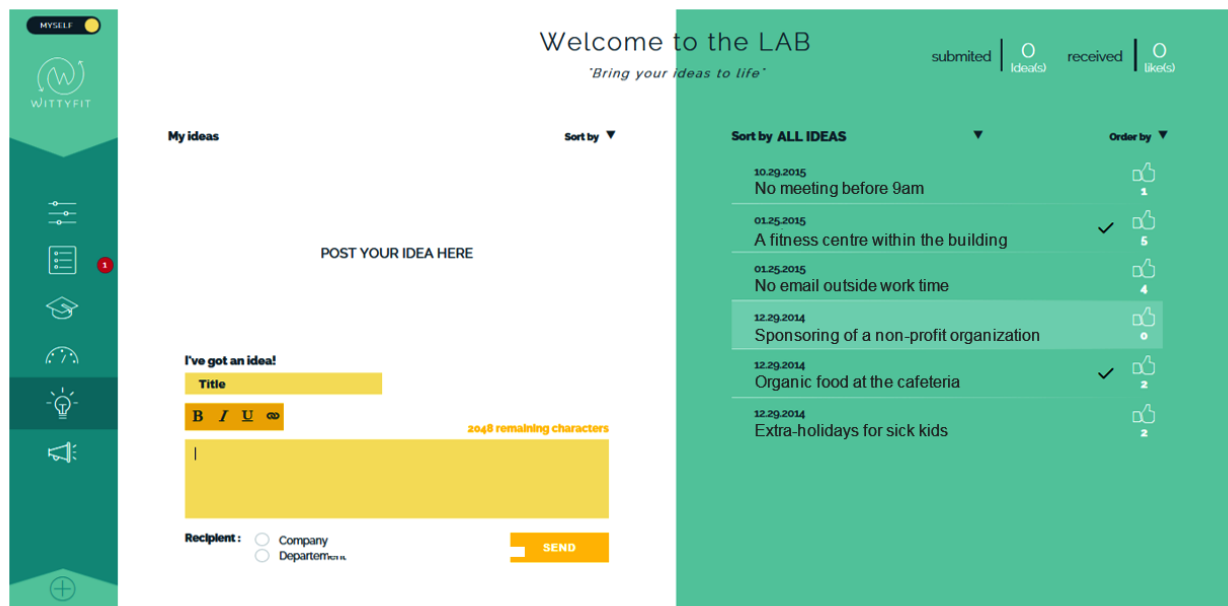 MYSELF
WITTYFIT
Welcome to the LAB
"Bring your ideas to life"
submited 0 Idea(s) received 0 like(s)
My ideas Sort by
POST YOUR IDEA HERE
1
I've got an idea!
Title
B I U
2048 remaining characters
Recipient : Company
SEND
Sort by ALL IDEAS Order by
10.29.2015
No meeting before 9am
1
01.25.2015
A fitness centre within the building
5
01.25.2015
No email outside work time
4
12.29.2014
Sponsoring of a non-profit organization
0
12.29.2014
Organic food at the cafeteria
2
12.29.2014
Extra-holidays for sick kids
2